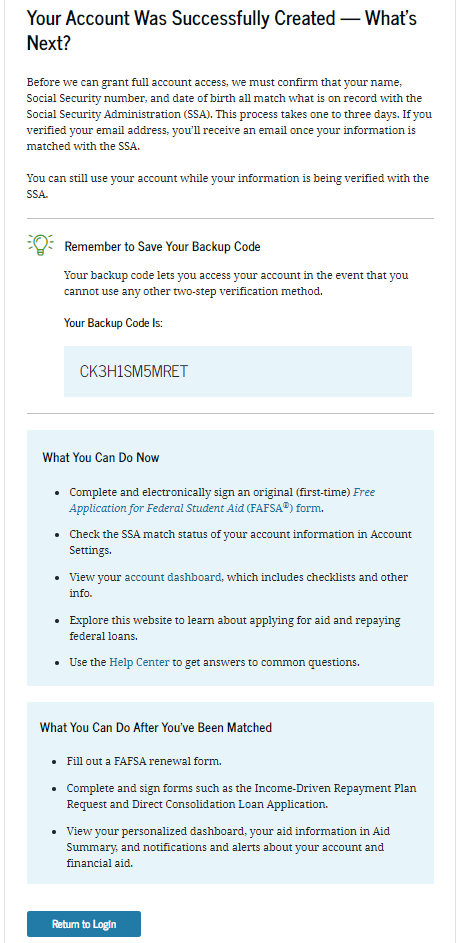 Your Account Was Successfully Created — What's
Next?
Before we can grant full account access, we must confirm that your name,
Social Security number, and date of birth all match what is on record with the
Social Security Administration (SSA). This process takes one to three days. If you
verified your email address, you'll receive an email once your information is
matched with the SSA.
You can still use your account while your information is being verified with the
SSA.
Remember to Save Your Backup Code
Your backup code lets you access your account in the event that you
cannot use any other two-step verification method.
Your Backup Code Is:
CK3H1SM5MRET
What You Can Do Now
• Complete and electronically sign an original (first-time) Free
Application for Federal Student Aid (FAFSA®) form.
• Check the SSA match status of your account information in Account
Settings.
• View your account dashboard, which includes checklists and other
info.
• Explore this website to learn about applying for aid and repaying
federal loans.
• Use the Help Center to get answers to common questions.
What You Can Do After You've Been Matched
• Fill out a FAFSA renewal form.
• Complete and sign forms such as the Income-Driven Repayment Plan
Request and Direct Consolidation Loan Application.
• View your personalized dashboard, your aid information in Aid
Summary, and notifications and alerts about your account and
financial aid.
Return to Login